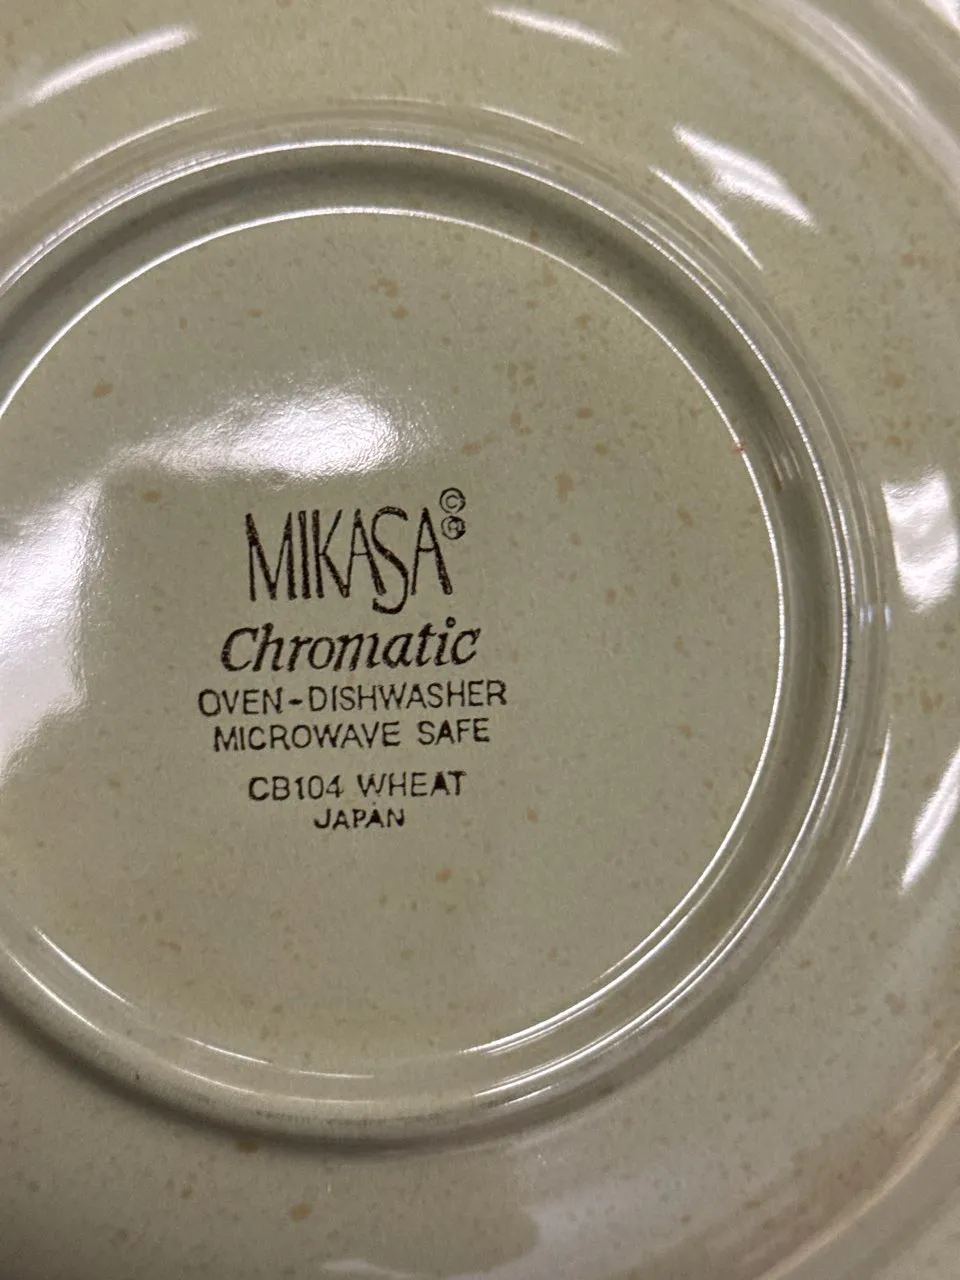 MIKASA©®
Chromatic
OVEN-DISHWASHER
MICROWAVE SAFE
CB104 WHEAT
JAPAN